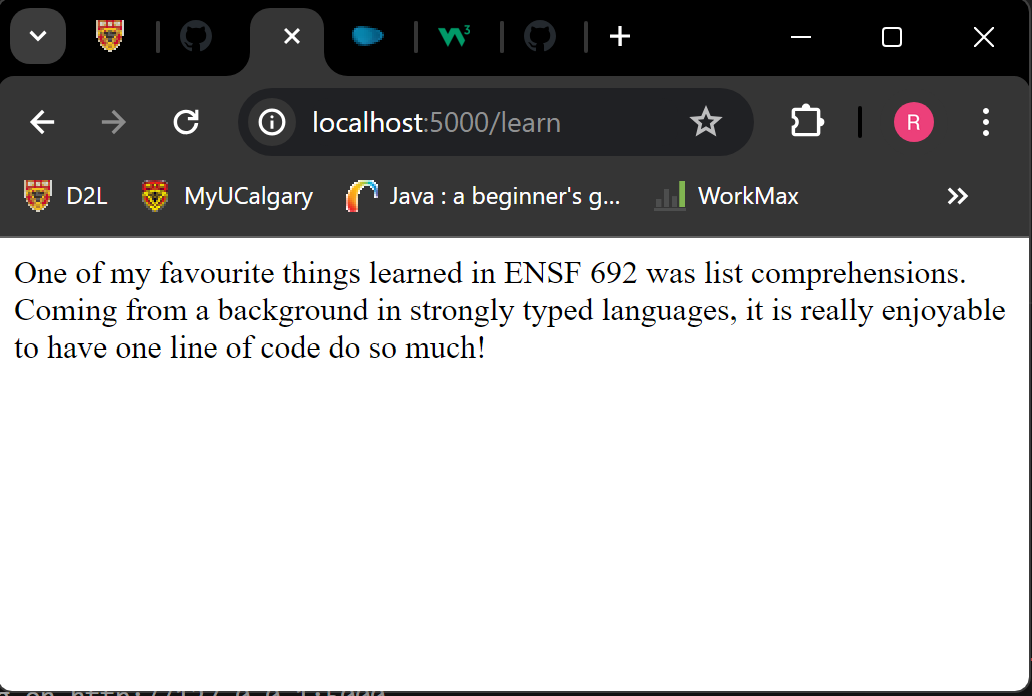 localhost:5000/learn
R
D2L
MyUCalgary
Java : a beginner's g...
WorkMax
One of my favourite things learned in ENSF 692 was list comprehensions.
Coming from a background in strongly typed languages, it is really enjoyable
to have one line of code do so much!